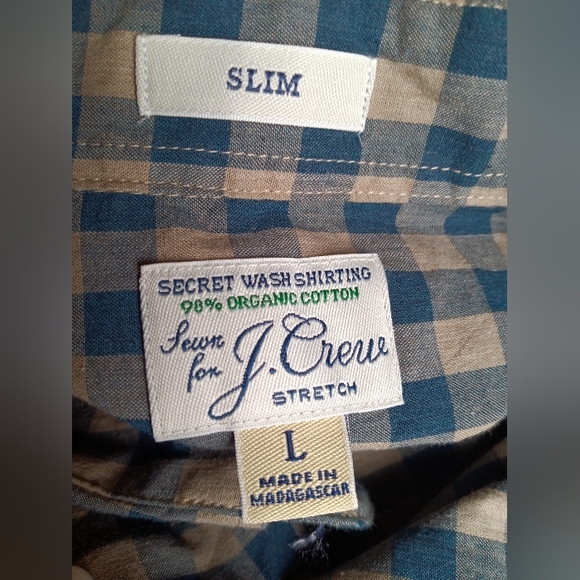 SLIM
SECRET WASH SHIRTING
98% ORGANIC COTTON
Sewn for J.Crew
STRETCH
L
MADE IN
MADAGASCAR